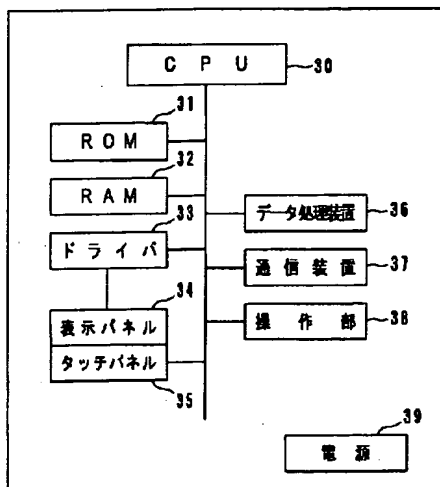 CPU
30
31
ROM
32
RAM
33
ドライバ
データ処理装置
36
通信装置
37
34
表示パネル
操作部
38
タッチパネル
35
39
電源